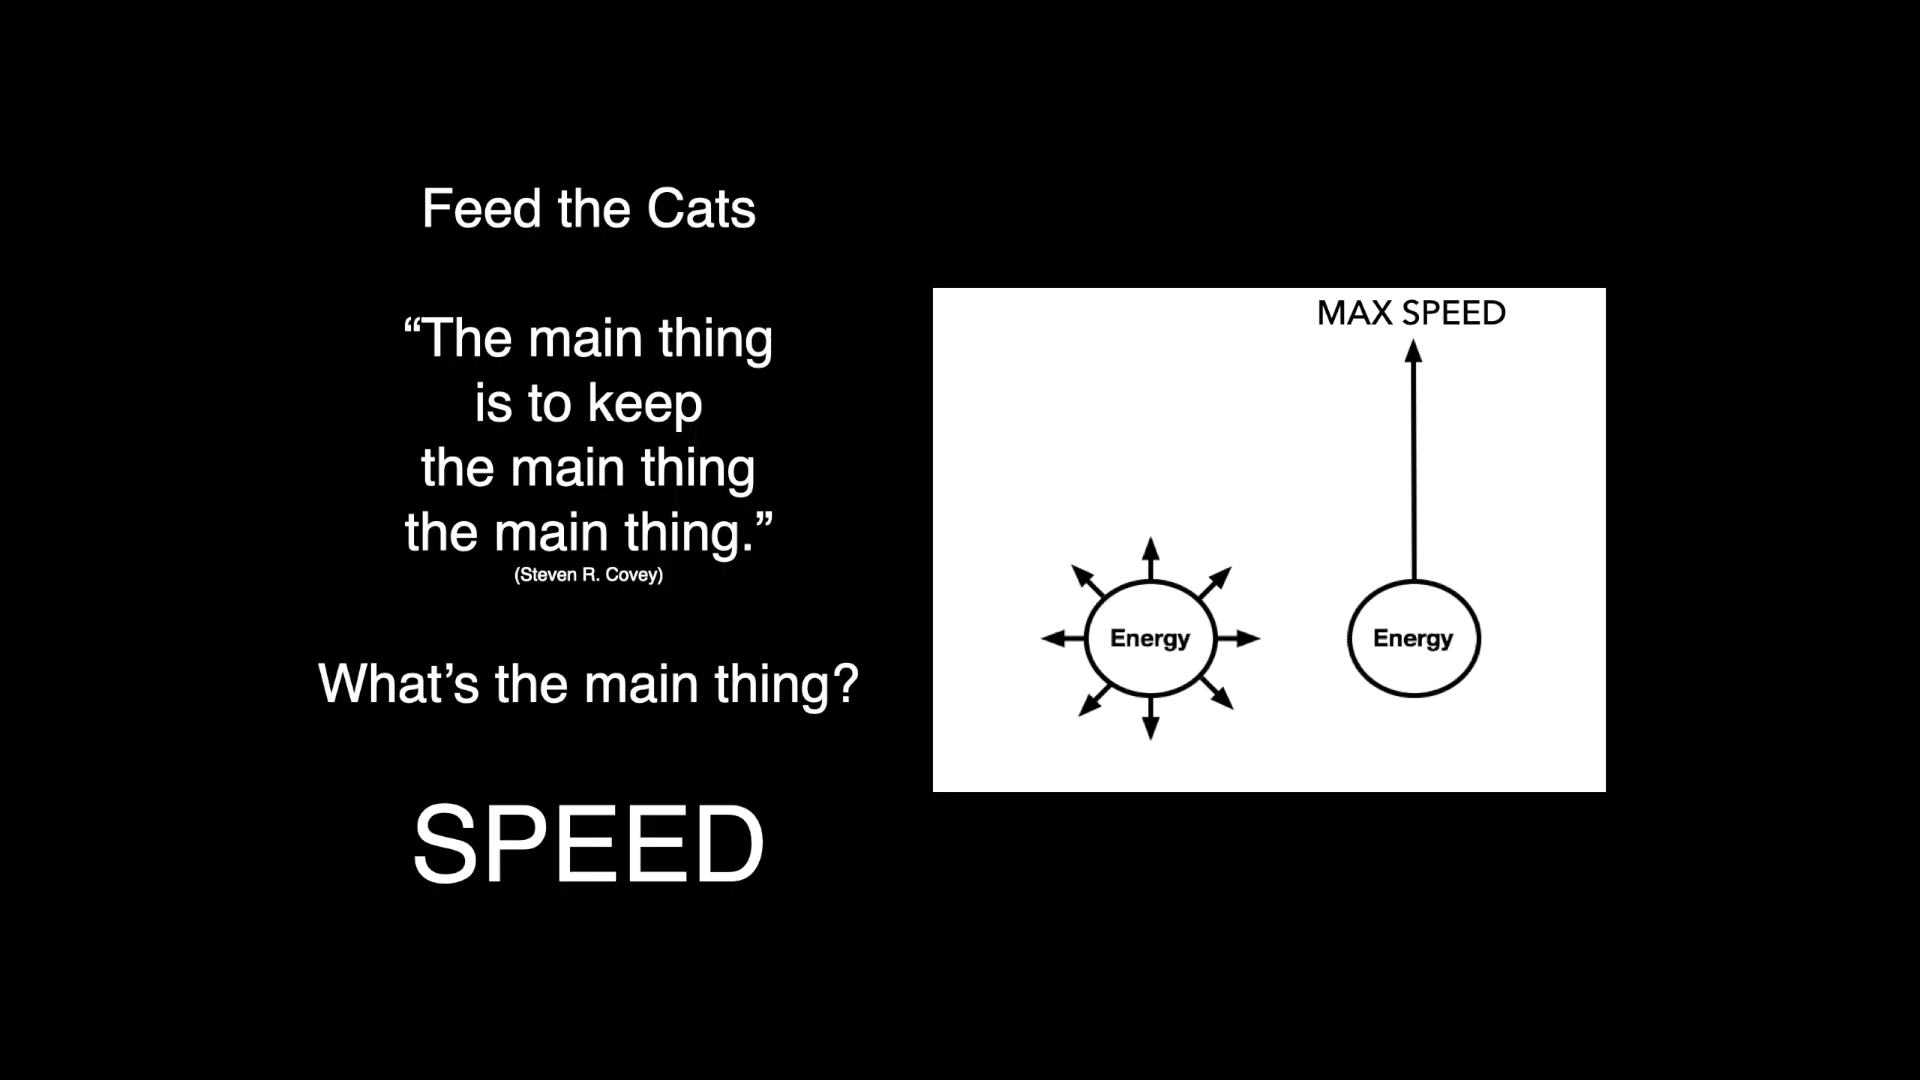 Feed the Cats
“The main thing
is to keep
the main thing
the main thing.”
(Steven R. Covey)
What’s the main thing?
SPEED
MAX SPEED
Energy
Energy